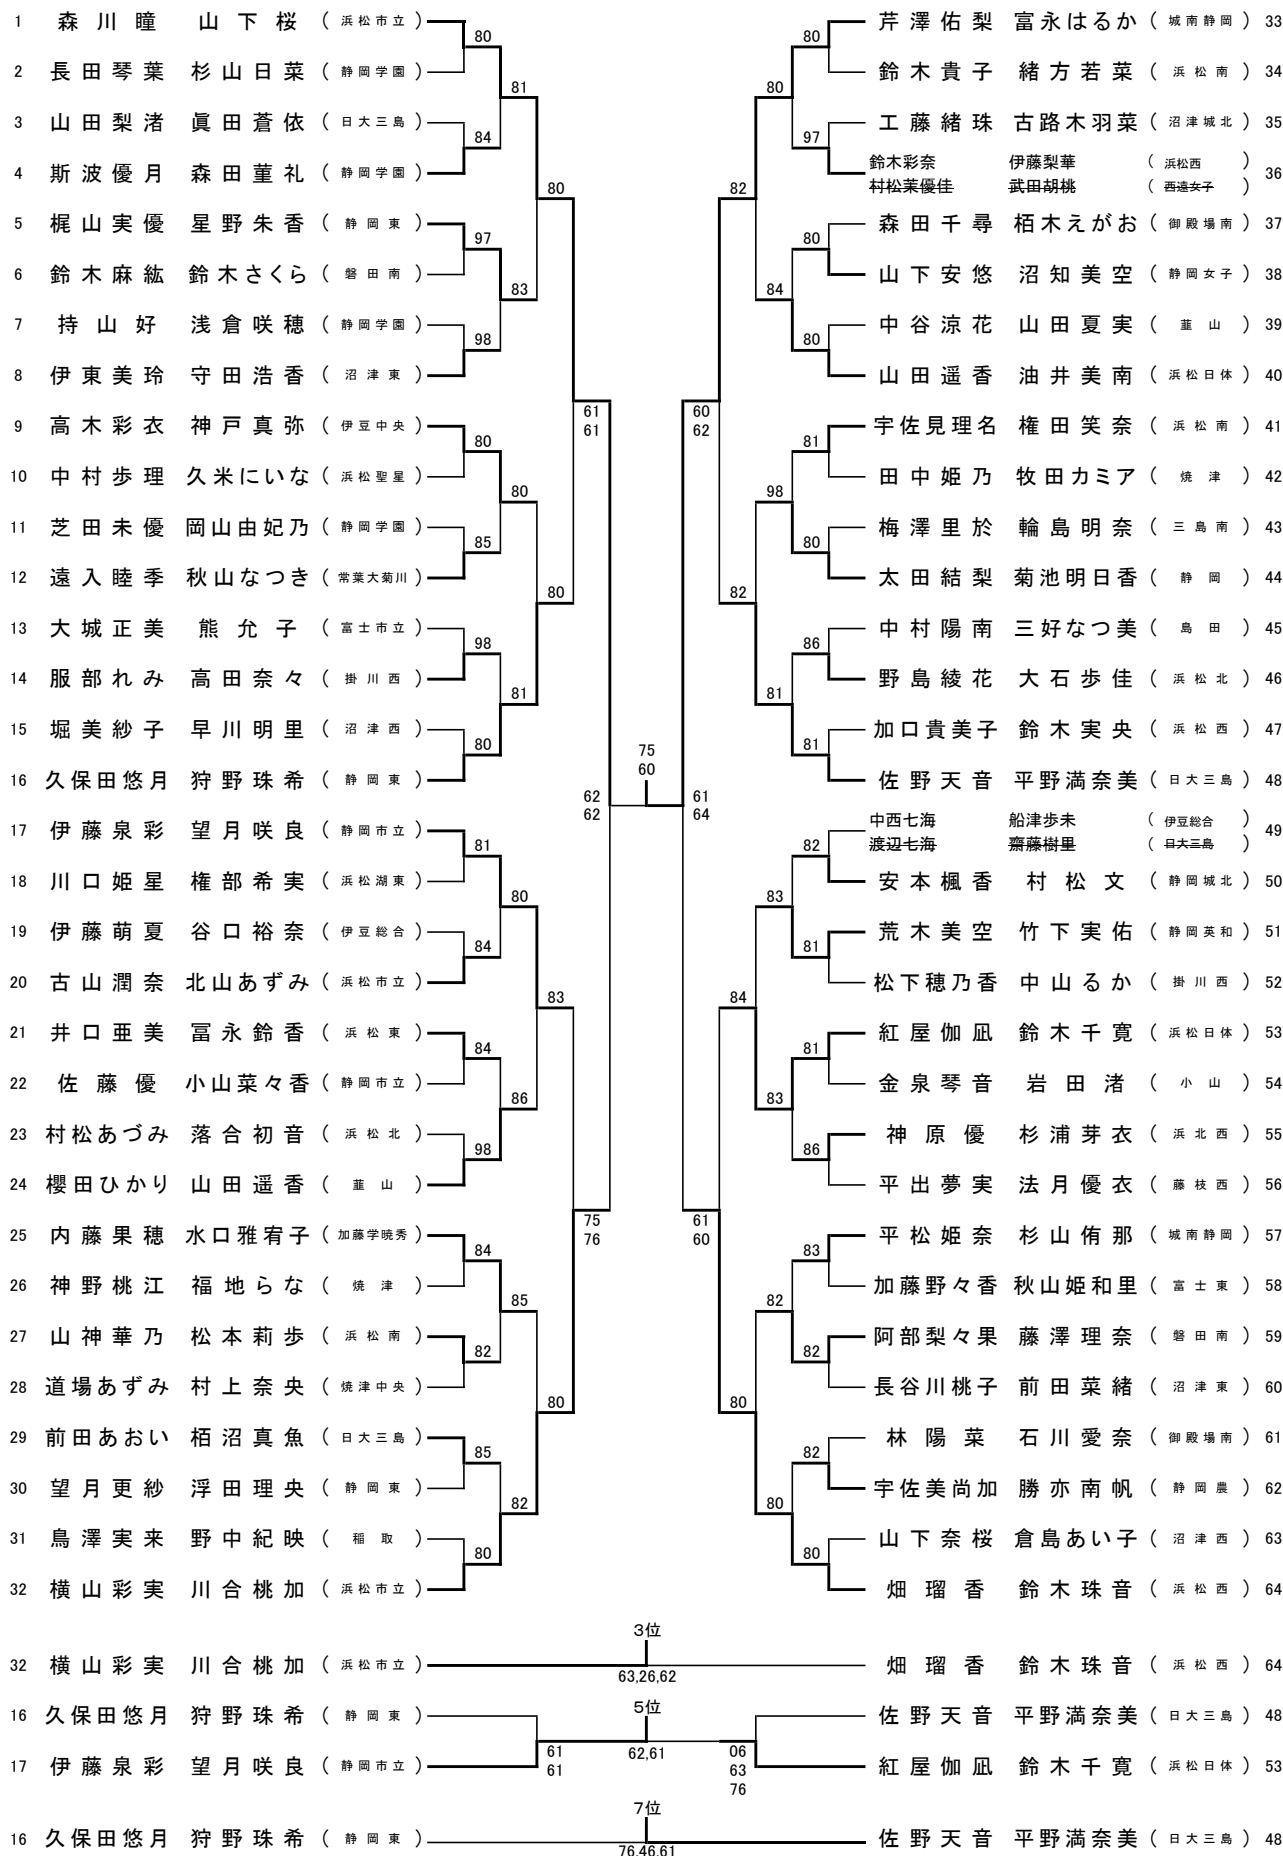 1 森川瞳 山下桜 (浜松市立)
2 長田琴葉 杉山日菜 (静岡学園)
3 山田梨渚 眞田蒼依 (日大三島)
4 斯波優月 森田菫礼 (静岡学園)
5 梶山実優 星野朱香 (静岡東)
6 鈴木麻紘 鈴木さくら (磐田南)
7 持山好 浅倉咲穂 (静岡学園)
8 伊東美玲 守田浩香 (沼津東)
9 高木彩衣 神戸真弥 (伊豆中央)
10 中村歩理 久米にいな (浜松聖星)
11 芝田未優 岡山由妃乃 (静岡学園)
12 遠入睦季 秋山なつき (常葉大菊川)
13 大城正美 熊允子 (富士市立)
14 服部れみ 高田奈々 (掛川西)
15 堀美紗子 早川明里 (沼津西)
16 久保田悠月 狩野珠希 (静岡東)
17 伊藤泉彩 望月咲良 (静岡市立)
18 川口姫星 権部希実 (浜松湖東)
19 伊藤萌夏 谷口裕奈 (伊豆総合)
20 古山潤奈 北山あずみ (浜松市立)
21 井口亜美 冨永鈴香 (浜松東)
22 佐藤優 小山菜々香 (静岡市立)
23 村松あづみ 落合初音 (浜松北)
24 櫻田ひかり 山田遥香 (韮山)
25 内藤果穂 水口雅宥子 (加藤学暁秀)
26 神野桃江 福地らな (焼津)
27 山神華乃 松本莉歩 (浜松南)
28 道場あずみ 村上奈央 (焼津中央)
29 前田あおい 栢沼真魚 (日大三島)
30 望月更紗 浮田理央 (静岡東)
31 鳥澤実来 野中紀映 (稲取)
32 横山彩実 川合桃加 (浜松市立)
80
84
97
98
80
85
98
80
81
84
84
98
84
82
85
80
81
83
80
81
80
86
85
82
80
80
83
80
61
61
75
76
62
62
75
60
61
64
60
62
61
60
82
82
84
80
80
84
98
81
83
83
82
80
80
97
80
80
81
80
86
81
82
81
81
86
83
82
82
80
芹澤佑梨 富永はるか (城南静岡) 33
鈴木貴子 緒方若菜 (浜松南) 34
工藤緒珠 古路木羽菜 (沼津城北) 35
鈴木彩奈 伊藤梨華 (浜松西)
村松茉優佳 武田胡桃 (西遠女子) 36
森田千尋 栢木えがお (御殿場南) 37
山下安悠 沼知美空 (静岡女子) 38
中谷涼花 山田夏実 (韮山) 39
山田遥香 油井美南 (浜松日体) 40
宇佐見理名 権田笑奈 (浜松南) 41
田中姫乃 牧田カミア (焼津) 42
梅澤里於 輪島明奈 (三島南) 43
太田結梨 菊池明日香 (静岡) 44
中村陽南 三好なつ美 (島田) 45
野島綾花 大石歩佳 (浜松北) 46
加口貴美子 鈴木実央 (浜松西) 47
佐野天音 平野満奈美 (日大三島) 48
中西七海 船津歩未 (伊豆総合)
渡辺七海 齋藤樹里 (日大三島) 49
安本楓香 村松文 (静岡城北) 50
荒木美空 竹下実佑 (静岡英和) 51
松下穂乃香 中山るか (掛川西) 52
紅屋伽凪 鈴木千寛 (浜松日体) 53
金泉琴音 岩田渚 (小山) 54
神原優 杉浦芽衣 (浜北西) 55
平出夢実 法月優衣 (藤枝西) 56
平松姫奈 杉山侑那 (城南静岡) 57
加藤野々香 秋山姫和里 (富士東) 58
阿部梨々果 藤澤理奈 (磐田南) 59
長谷川桃子 前田菜緒 (沼津東) 60
林陽菜 石川愛奈 (御殿場南) 61
宇佐美尚加 勝亦南帆 (静岡農) 62
山下奈桜 倉島あい子 (沼津西) 63
畑瑠香 鈴木珠音 (浜松西) 64
3位
32 横山彩実 川合桃加 (浜松市立) 63,26,62 畑瑠香 鈴木珠音 (浜松西) 64
5位
16 久保田悠月 狩野珠希 (静岡東) 佐野天音 平野満奈美 (日大三島) 48
61
61
62,61
06
63
76
17 伊藤泉彩 望月咲良 (静岡市立) 紅屋伽凪 鈴木千寛 (浜松日体) 53
7位
16 久保田悠月 狩野珠希 (静岡東) 76,46,61 佐野天音 平野満奈美 (日大三島) 48